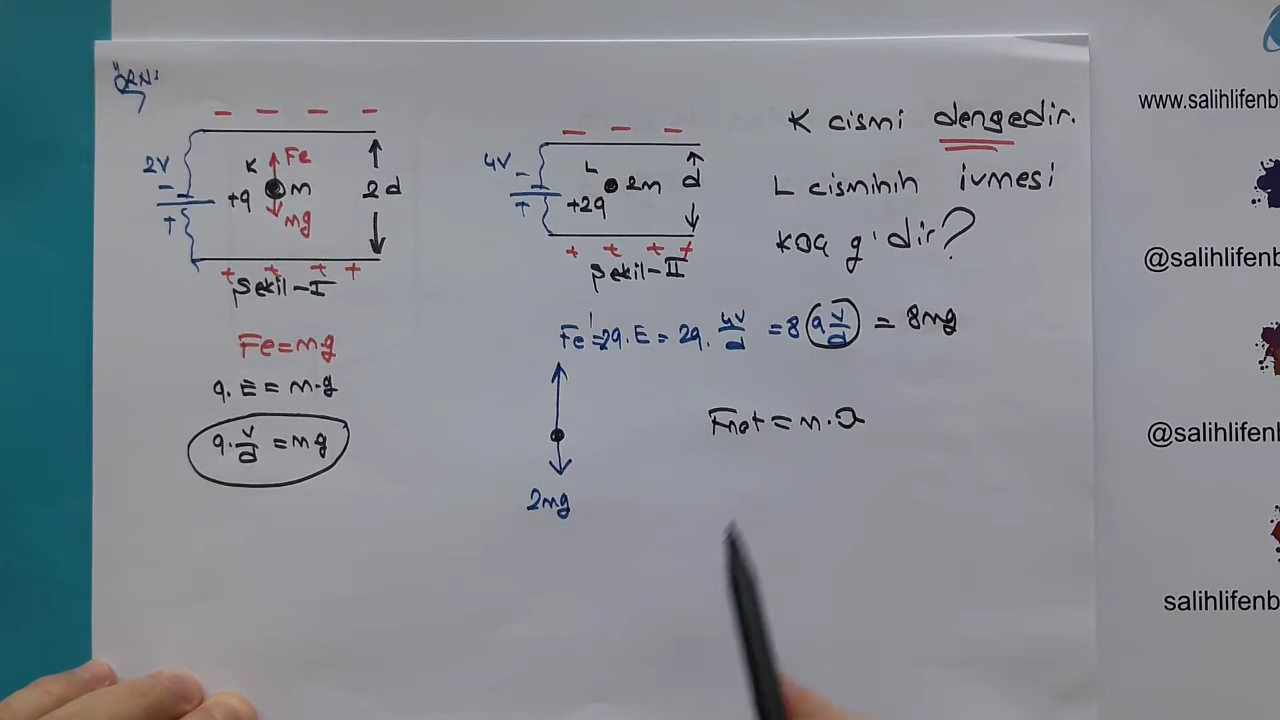 "ÖRN:
- - - -
2V
- +
K
Fe
+q
m
mg
2d
+ + + +
Şekil-I
Fe=mg
q.E=m.g
q.V/d=mg
- - -
4V
- +
L
2m
+2q
d
+ + + +
Şekil-II
K cismi dengedir.
L cisminin ivmesi
kaç g'dir?
Fe'=2q.E=2q.4V/d=8(qV/d)=8mg
2mg
Fnet=m.a
www.salihlifenb
@salihlifenb
@salihlifenb
salihlifenb